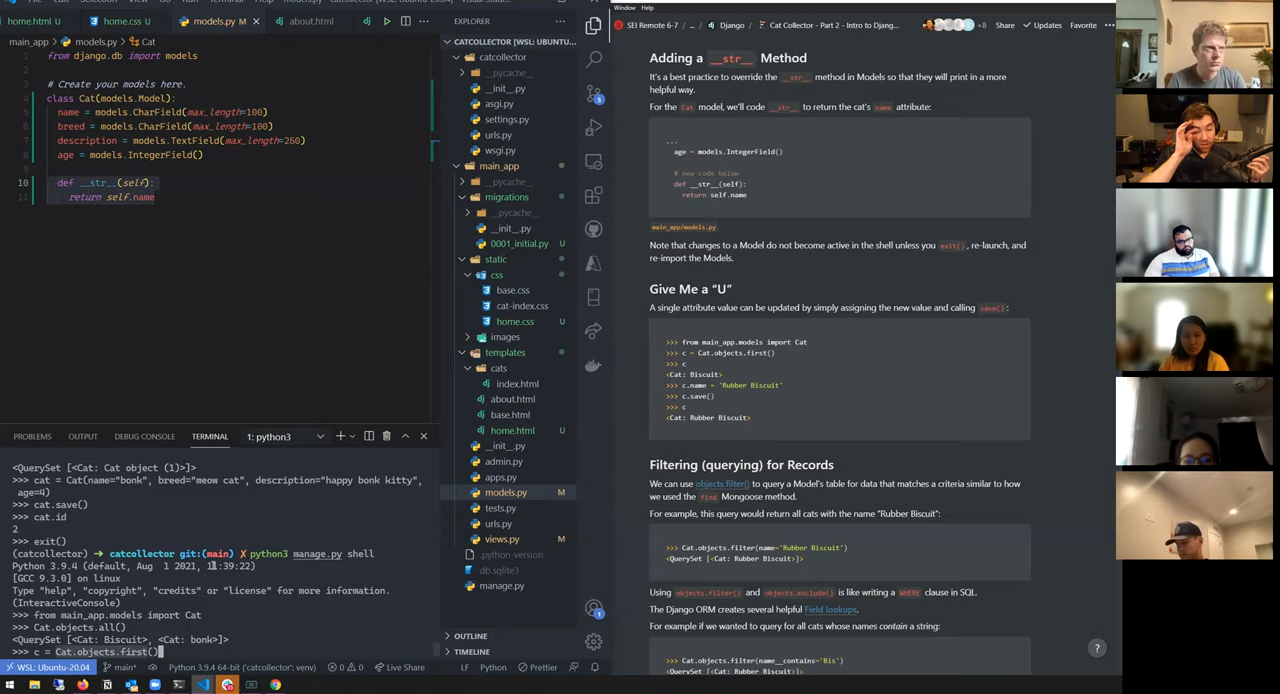 home.css U
models.py M
about.html
EXPLORER
Window Help
SEI Remote 6-7 / ... / Django / Cat Collector - Part 2 - Intro to Djang...
+8
Share
Updates
Favorite
main_app > models.py > Cat
1 from django.db import models
2
3 # Create your models here.
4 class Cat(models.Model):
5 name = models.CharField(max_length=100)
6 breed = models.CharField(max_length=100)
7 description = models.TextField(max_length=250)
8 age = models.IntegerField()
9
10 def __str__(self):
11 return self.name
CATCOLLECTOR [WSL: UBUNTU-...
catcollector
__pycache__
__init__.py
asgi.py
settings.py
urls.py
wsgi.py
main_app
__pycache__
migrations
__pycache__
__init__.py
0001_initial.py U
static
css
base.css
cat-index.css
home.css U
images
templates
cats
index.html
about.html
base.html
home.html U
__init__.py
admin.py
apps.py
models.py M
tests.py
urls.py
views.py M
.python-version
db.sqlite3
manage.py
OUTLINE
TIMELINE
5
1
PROBLEMS OUTPUT DEBUG CONSOLE TERMINAL 1: python3
<QuerySet [<Cat: Cat object (1)>]>
>>> cat = Cat(name="bonk", breed="meow cat", description="happy bonk kitty",
age=4)
>>> cat.save()
>>> cat.id
2
>>> exit()
(catcollector) ➜ catcollector git:(main) ✗ python3 manage.py shell
Python 3.9.4 (default, Aug 1 2021, 11:39:22)
[GCC 9.3.0] on linux
Type "help", "copyright", "credits" or "license" for more information.
(InteractiveConsole)
>>> from main_app.models import Cat
>>> Cat.objects.all()
<QuerySet [<Cat: Biscuit>, <Cat: bonk>]>
>>> c = Cat.objects.first()
WSL: Ubuntu-20.04 main* Python 3.9.4 64-bit ('catcollector': venv) 0 0 Live Share LF Python Prettier
Adding a __str__ Method
It's a best practice to override the __str__ method in Models so that they will print in a more
helpful way.
For the Cat model, we'll code __str__ to return the cat's name attribute:
...
age = models.IntegerField()
# new code below
def __str__(self):
return self.name
main_app/models.py
Note that changes to a Model do not become active in the shell unless you exit(), re-launch, and
re-import the Models.
Give Me a “U”
A single attribute value can be updated by simply assigning the new value and calling save():
>>> from main_app.models import Cat
>>> c = Cat.objects.first()
>>> c
<Cat: Biscuit>
>>> c.name = 'Rubber Biscuit'
>>> c.save()
>>> c
<Cat: Rubber Biscuit>
Filtering (querying) for Records
We can use objects.filter() to query a Model's table for data that matches a criteria similar to how
we used the find Mongoose method.
For example, this query would return all cats with the name “Rubber Biscuit”:
>>> Cat.objects.filter(name='Rubber Biscuit')
<QuerySet [<Cat: Rubber Biscuit>]>
Using objects.filter() and objects.exclude() is like writing a WHERE clause in SQL.
The Django ORM creates several helpful Field lookups.
For example if we wanted to query for all cats whose names contain a string:
>>> Cat.objects.filter(name__contains='Bis')
<QuerySet [<Cat: Rubber Biscuit>]>
?